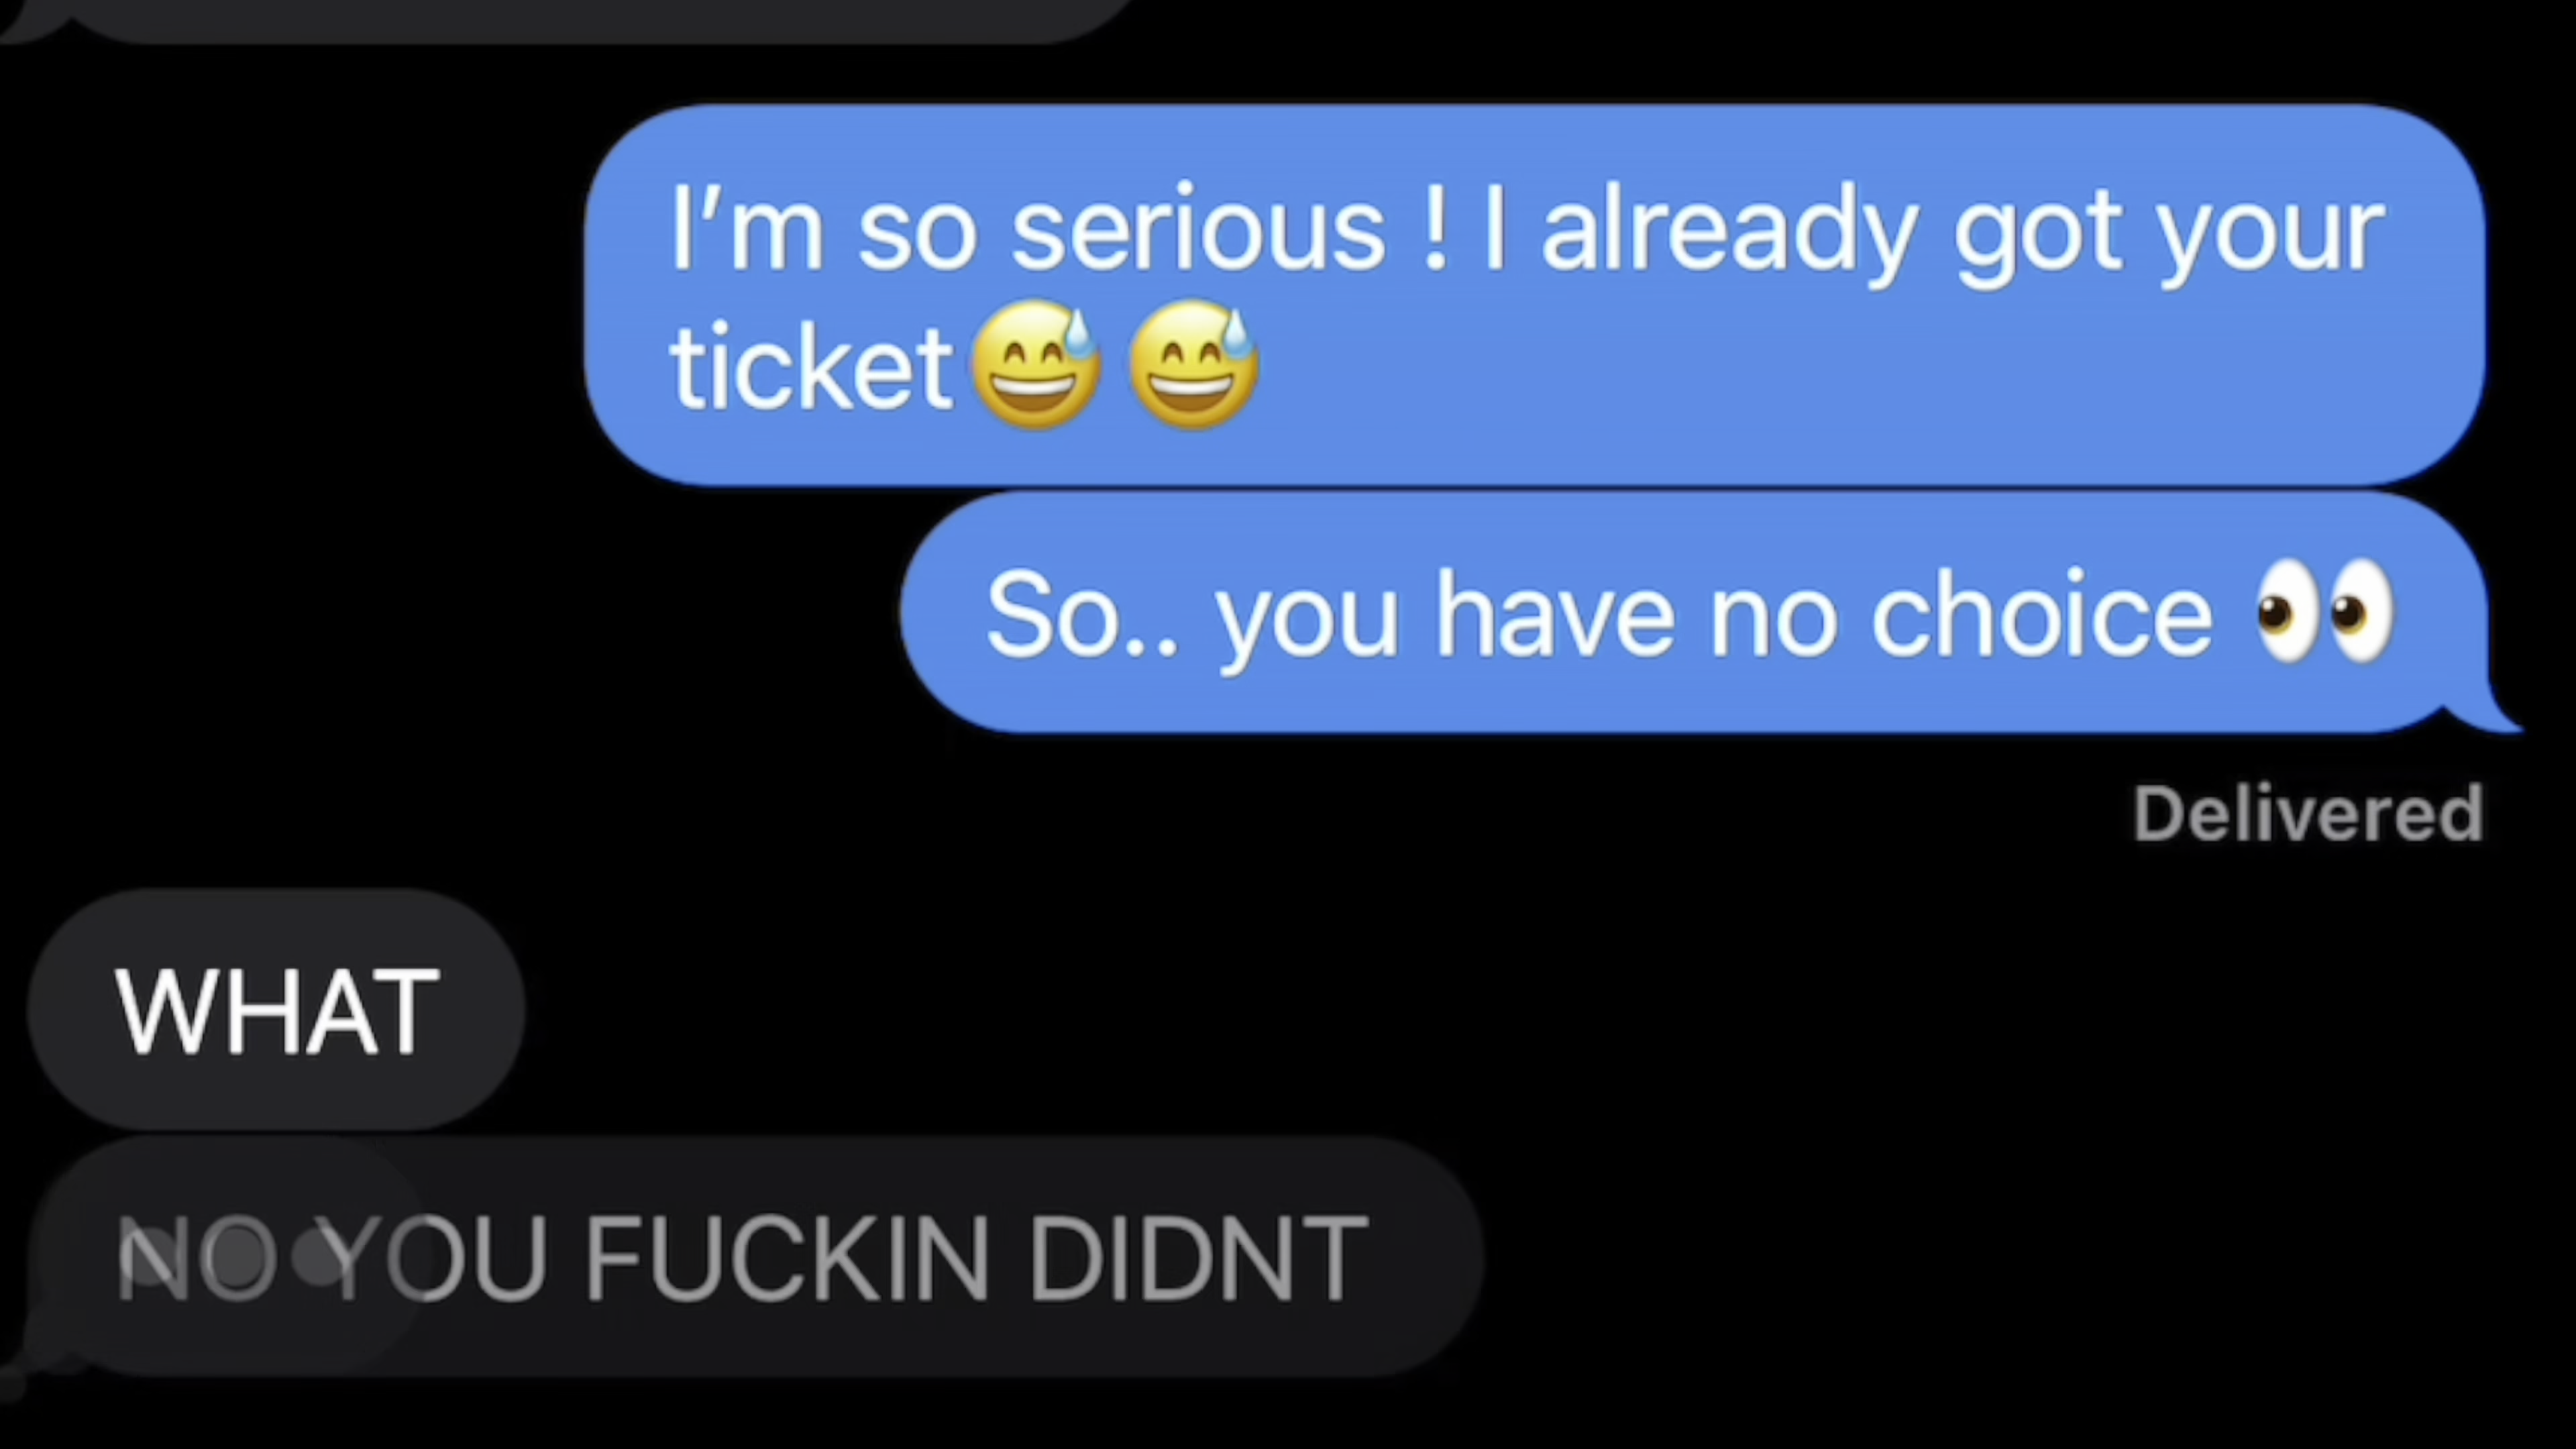 I'm so serious ! I already got your
ticket😅😅
So.. you have no choice 👀
Delivered
WHAT
NO YOU FUCKIN DIDNT